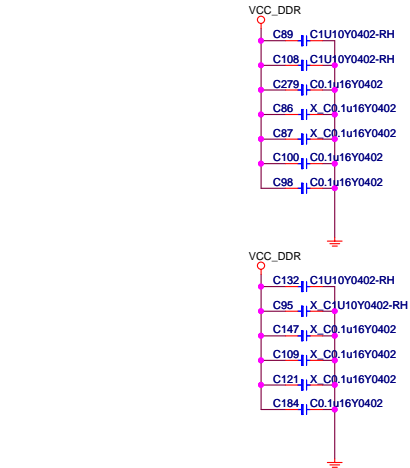 VCC_DDR
C89 C1U10Y0402-RH
C108 C1U10Y0402-RH
C279 C0.1u16Y0402
C86 X_C0.1u16Y0402
C87 X_C0.1u16Y0402
C100 C0.1u16Y0402
C98 C0.1u16Y0402
VCC_DDR
C132 C1U10Y0402-RH
C95 X_C1U10Y0402-RH
C147 X_C0.1u16Y0402
C109 X_C0.1u16Y0402
C121 X_C0.1u16Y0402
C184 C0.1u16Y0402